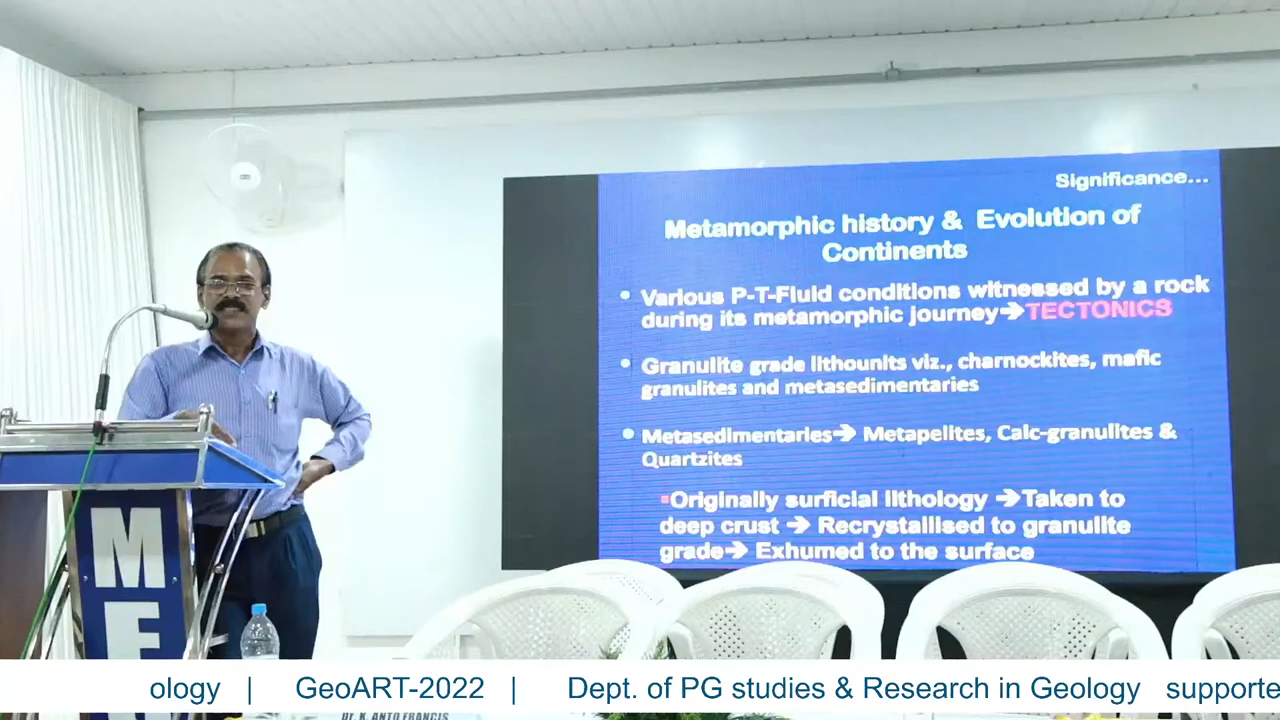 Significance...
Metamorphic history & Evolution of
Continents
• Various P-T-Fluid conditions witnessed by a rock
during its metamorphic journey➔TECTONICS
• Granulite grade lithounits viz., charnockites, mafic
granulites and metasedimentaries
• Metasedimentaries➔ Metapelites, Calc-granulites &
Quartzites
▪Originally surficial lithology ➔Taken to
deep crust ➔ Recrystallised to granulite
grade➔ Exhumed to the surface
M
E
ology | GeoART-2022 | Dept. of PG studies & Research in Geology supporte
Dr. K. ANTO FRANCIS